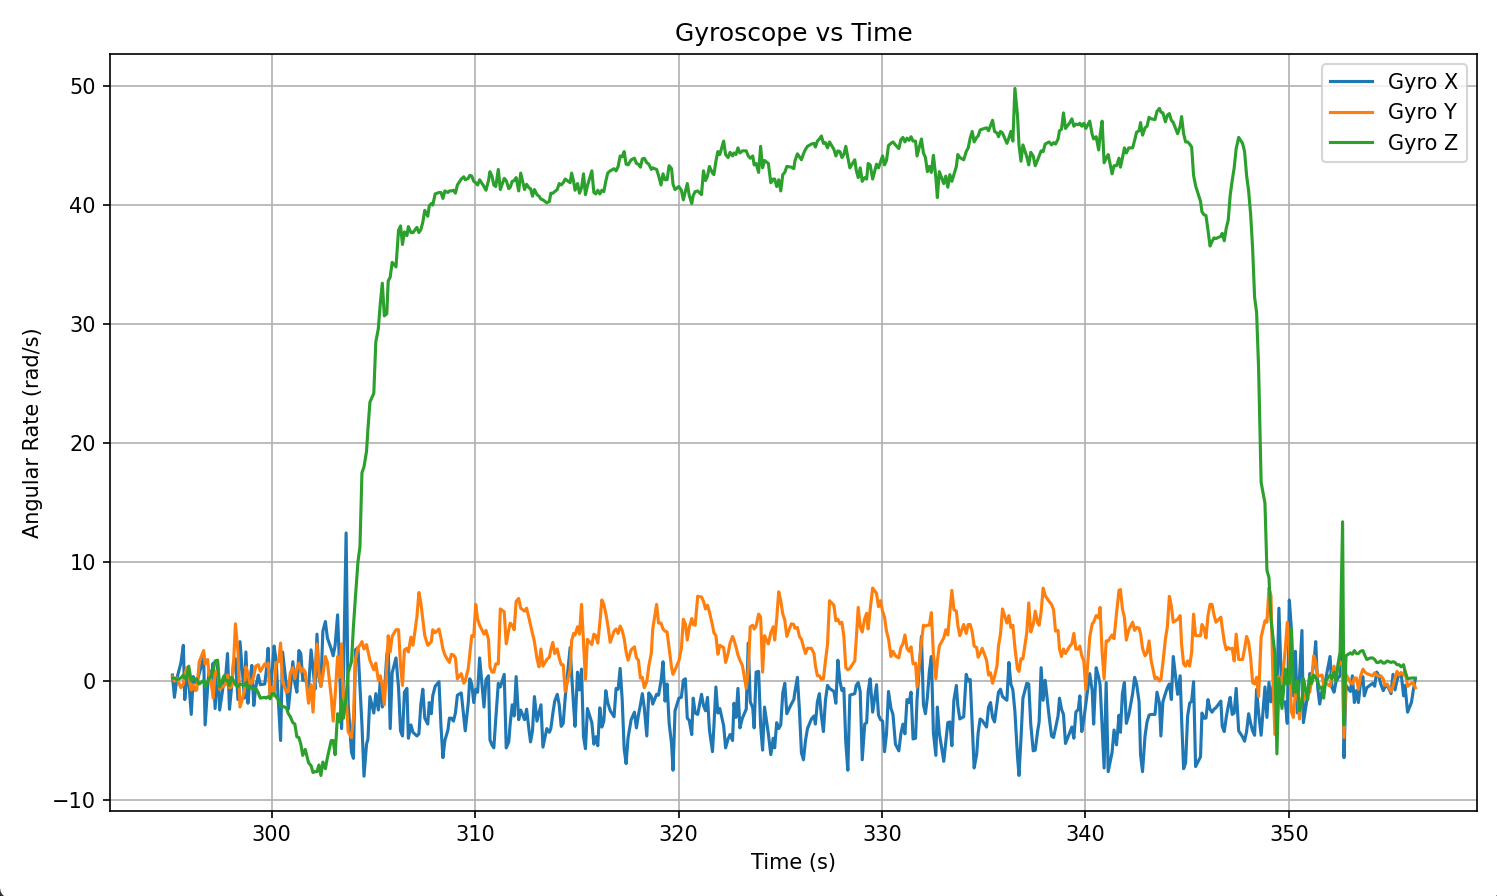 Gyroscope vs Time
Gyro X
Gyro Y
Gyro Z
Angular Rate (rad/s)
50
40
30
20
10
0
−10
300 310 320 330 340 350
Time (s)